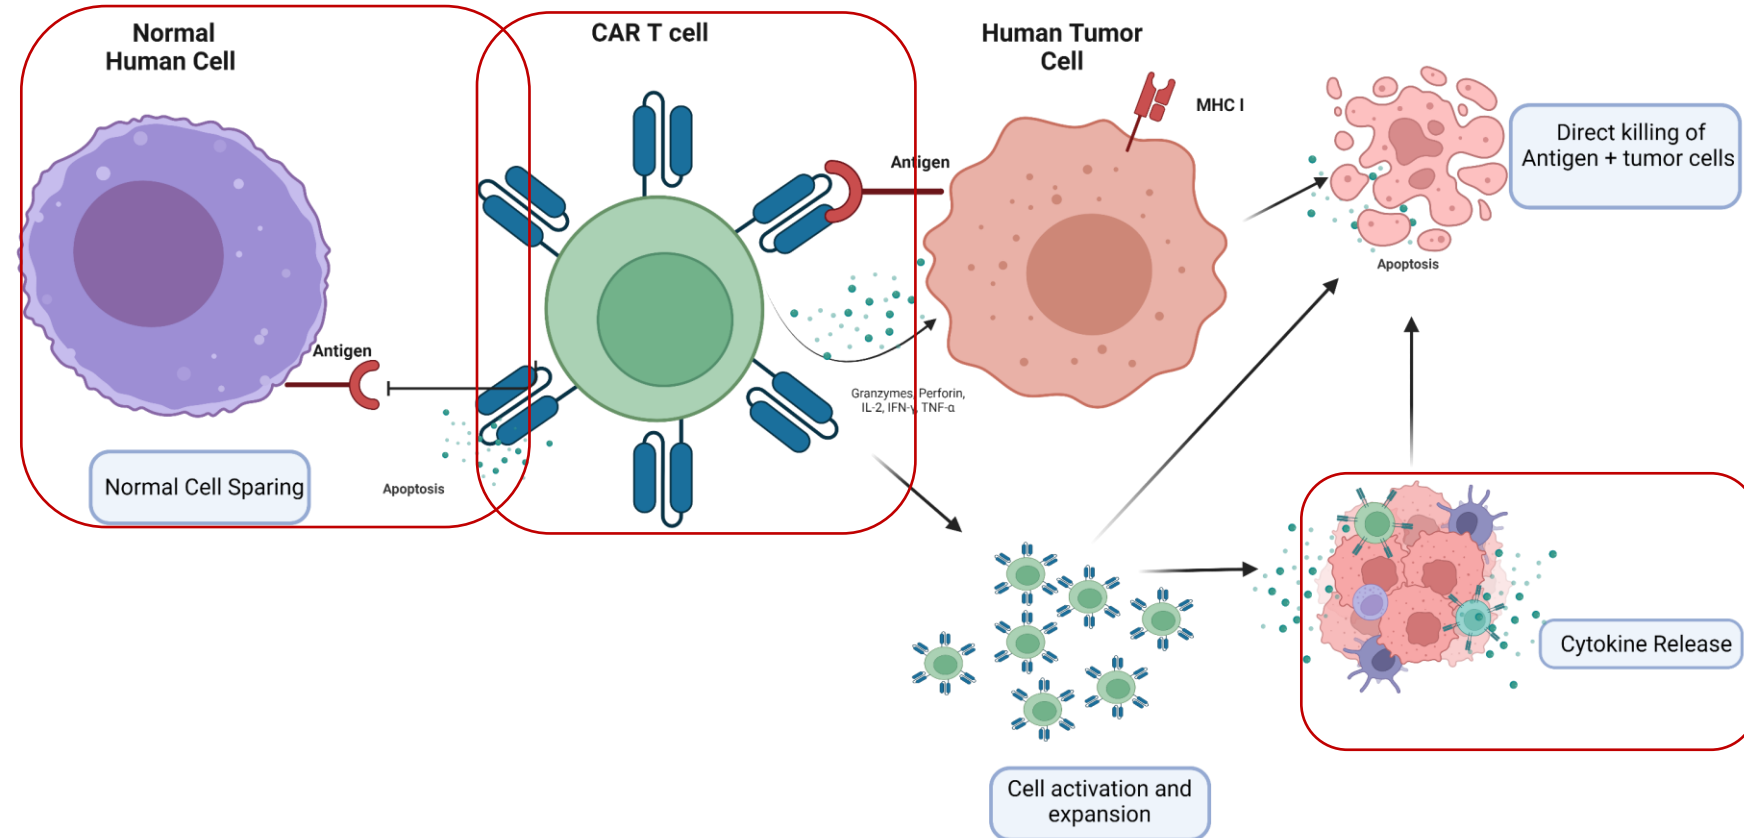 Normal
Human Cell
CAR T cell
Human Tumor
Cell
MHC I
Antigen
Direct killing of
Antigen + tumor cells
Apoptosis
Antigen
Granzymes, Perforin,
IL-2, IFN-γ, TNF-α
Normal Cell Sparing
Apoptosis
Cytokine Release
Cell activation and
expansion